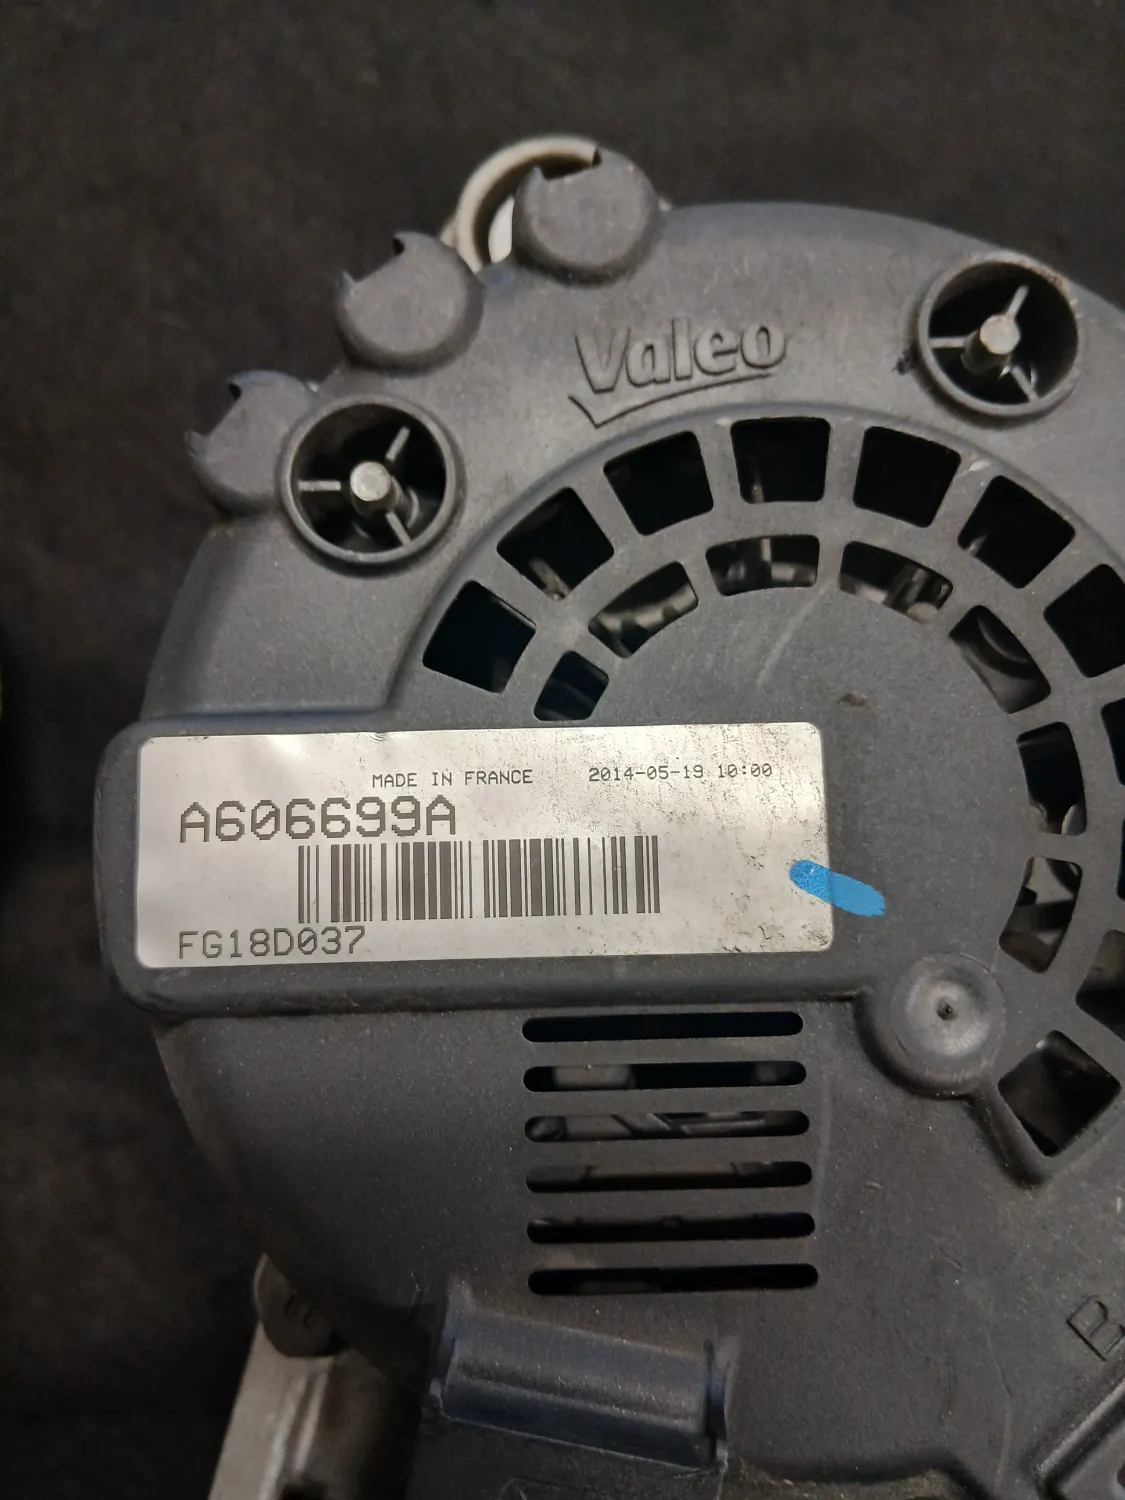 Valeo
MADE IN FRANCE 2014-05-19 10:00
A606699A
FG18D037
B